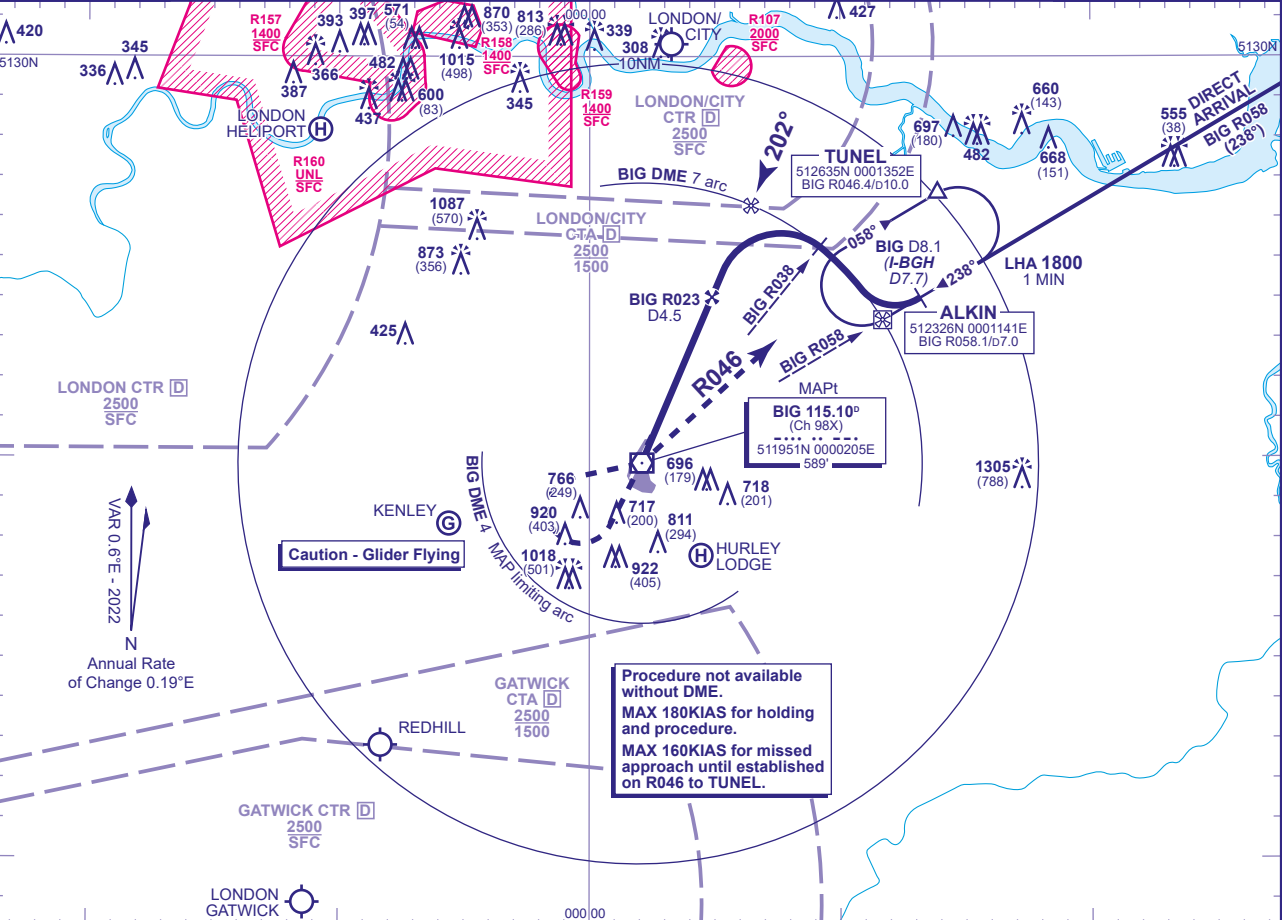 420
5130N
336
345
R157
1400
SFC
393
397
571
(54)
366
387
482
437
600
(83)
870
(353)
1015
(498)
R158
1400
SFC
813
(286)
345
000 00
339
308
10NM
LONDON/
CITY
R107
2000
SFC
427
5130N
R159
1400
SFC
LONDON
HELIPORT
H
R160
UNL
SFC
LONDON/CITY
CTR D
2500
SFC
202°
697
(180)
482
660
(143)
668
(151)
555
(38)
DIRECT
ARRIVAL
BIG R058
(238°)
TUNEL
512635N 0001352E
BIG R046.4/D10.0
BIG DME 7 arc
1087
(570)
873
(356)
LONDON/CITY
CTA D
2500
1500
058°
BIG D8.1
(I-BGH
D7.7)
238°
LHA 1800
1 MIN
BIG R023
D4.5
BIG R038
ALKIN
512326N 0001141E
BIG R058.1/D7.0
425
BIG R058
R046
LONDON CTR D
2500
SFC
MAPt
BIG 115.10D
(Ch 98X)
511951N 0000205E
589'
766
(249)
696
(179)
718
(201)
1305
(788)
BIG DME 4 MAP limiting arc
KENLEY
G
920
(403)
717
(200)
811
(294)
Caution - Glider Flying
1018
(501)
922
(405)
H
HURLEY
LODGE
VAR 0.6°E - 2022
N
Annual Rate
of Change 0.19°E
GATWICK
CTA D
2500
1500
Procedure not available
without DME.
MAX 180KIAS for holding
and procedure.
MAX 160KIAS for missed
approach until established
on R046 to TUNEL.
REDHILL
GATWICK CTR D
2500
SFC
LONDON
GATWICK
000 00